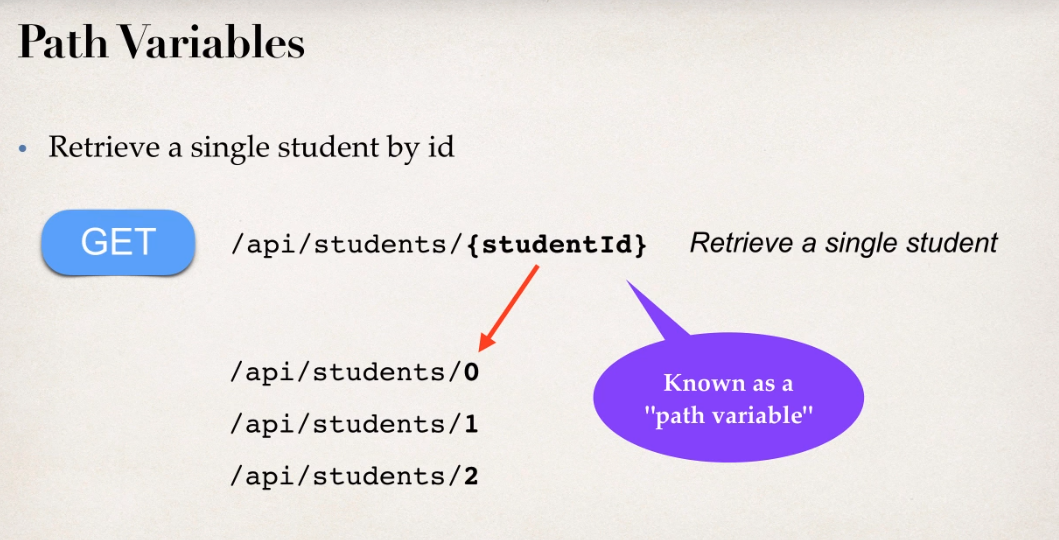 Path Variables
• Retrieve a single student by id
GET /api/students/{studentId} Retrieve a single student
/api/students/0
/api/students/1
/api/students/2
Known as a
"path variable"